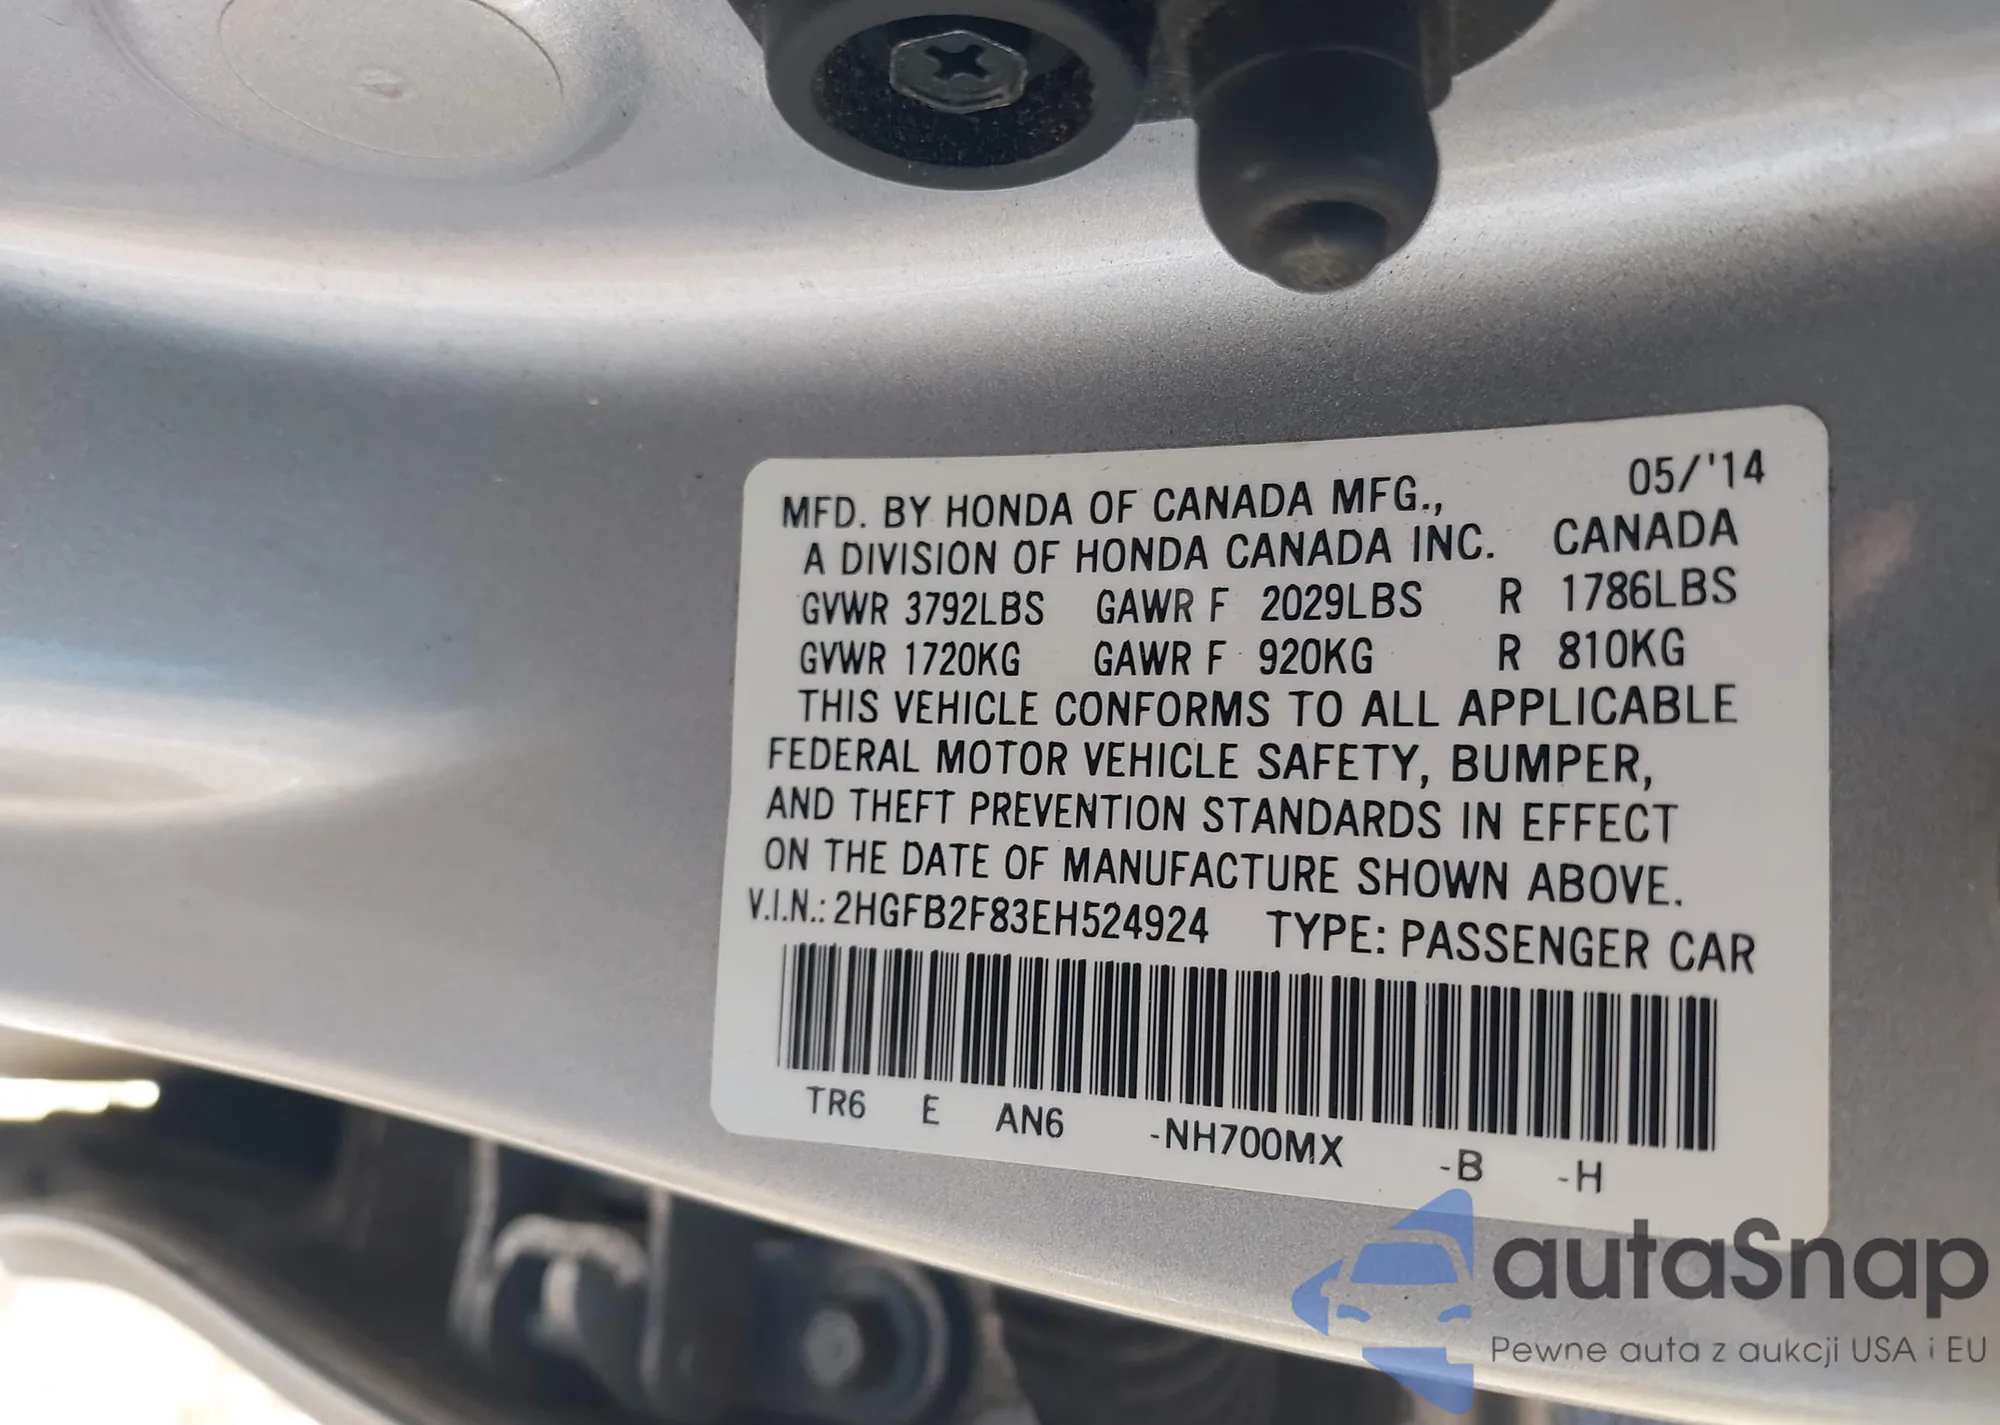 05/'14
MFD. BY HONDA OF CANADA MFG.,
A DIVISION OF HONDA CANADA INC. CANADA
GVWR 3792LBS GAWR F 2029LBS R 1786LBS
GVWR 1720KG GAWR F 920KG R 810KG
THIS VEHICLE CONFORMS TO ALL APPLICABLE
FEDERAL MOTOR VEHICLE SAFETY, BUMPER,
AND THEFT PREVENTION STANDARDS IN EFFECT
ON THE DATE OF MANUFACTURE SHOWN ABOVE.
V.I.N.: 2HGFB2F83EH524924 TYPE: PASSENGER CAR
TR6 E AN6 -NH700MX -B -H
autaSnap
Pewne auta z aukcji USA i EU